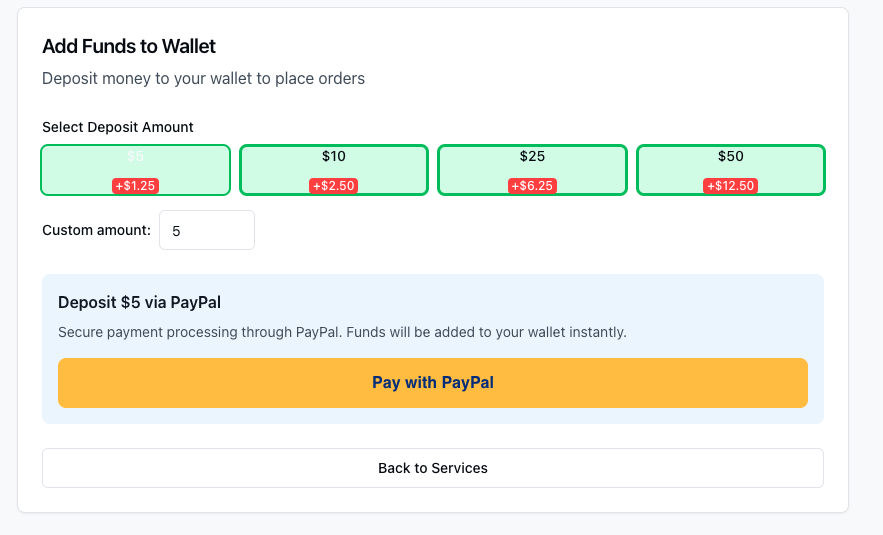 Add Funds to Wallet
Deposit money to your wallet to place orders
Select Deposit Amount
$5 $10 $25 $50
+$1.25 +$2.50 +$6.25 +$12.50
Custom amount: 5
Deposit $5 via PayPal
Secure payment processing through PayPal. Funds will be added to your wallet instantly.
Pay with PayPal
Back to Services